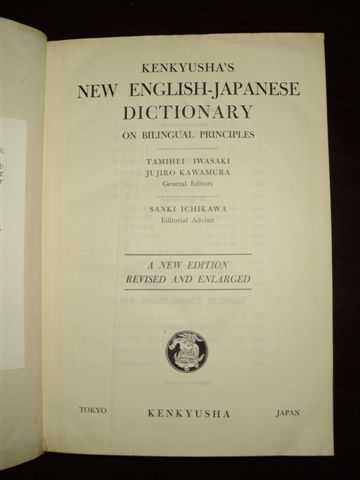 KENKYUSHA'S
NEW ENGLISH-JAPANESE
DICTIONARY
ON BILINGUAL PRINCIPLES
TAMIHEI IWASAKI
JUJIRO KAWAMURA
General Editors
SANKI ICHIKAWA
Editorial Adviser
A NEW EDITION
REVISED AND ENLARGED
TOKYO KENKYUSHA JAPAN